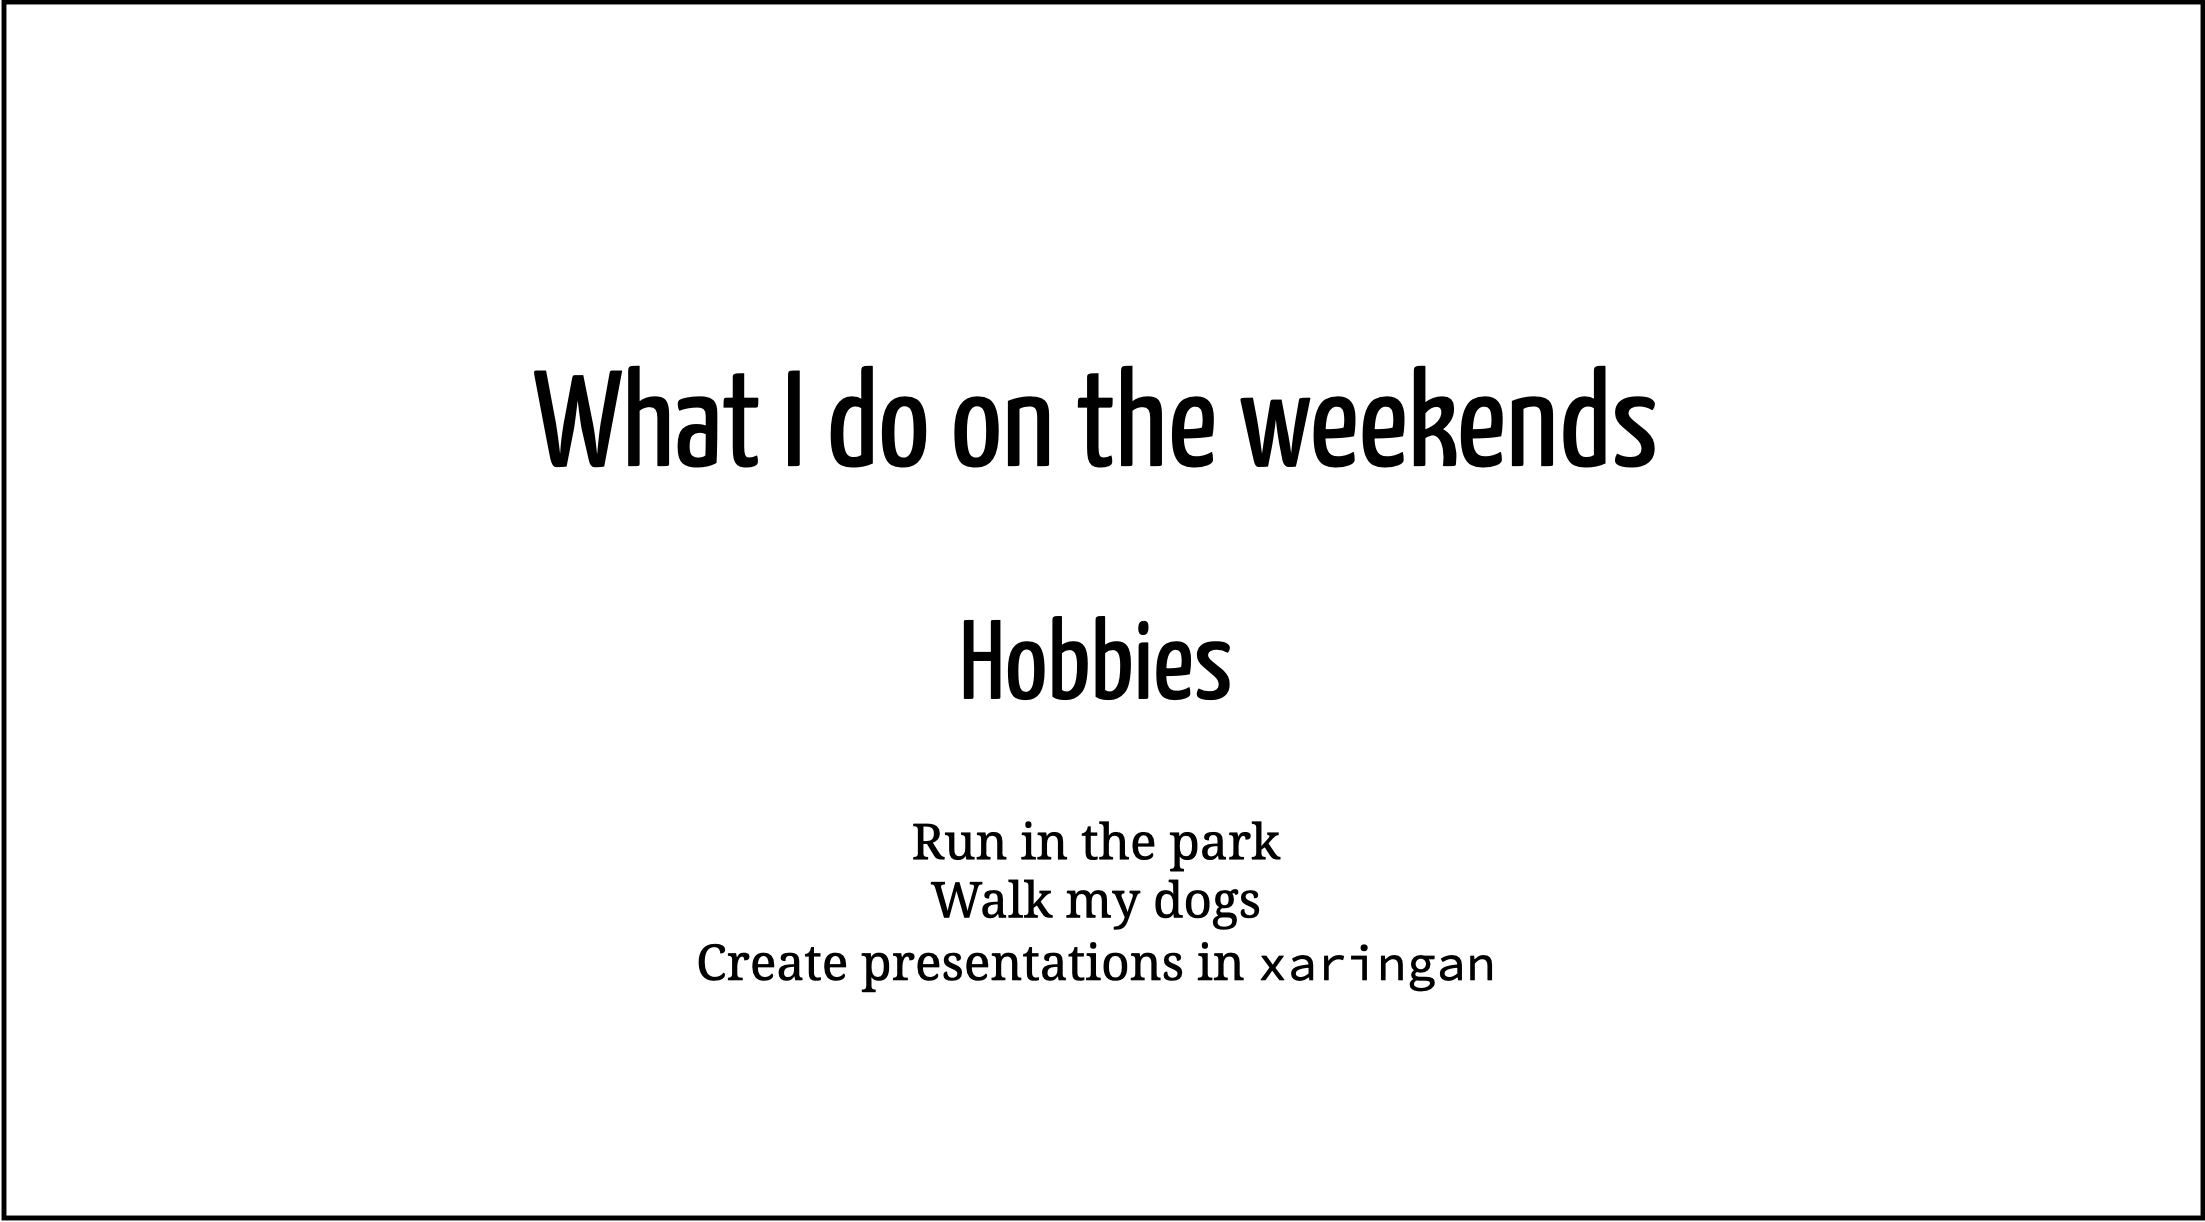 What I do on the weekends
Hobbies
Run in the park
Walk my dogs
Create presentations in xaringan